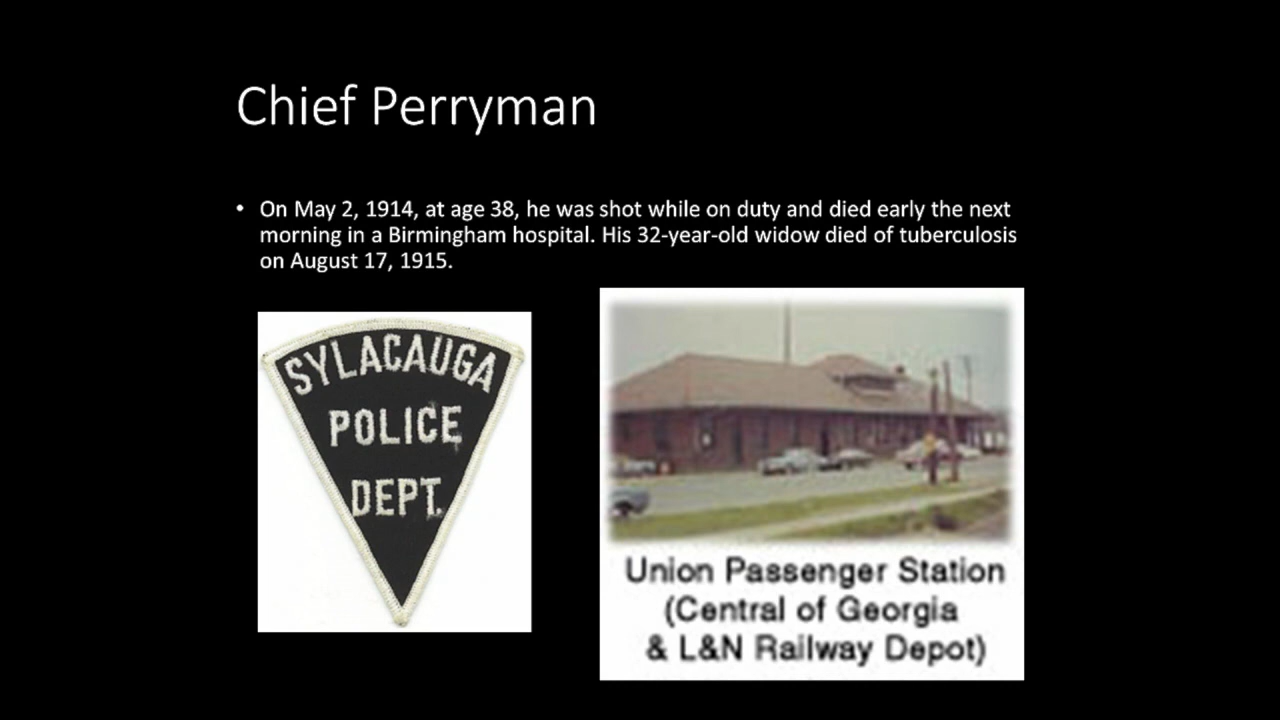 Chief Perryman
• On May 2, 1914, at age 38, he was shot while on duty and died early the next
morning in a Birmingham hospital. His 32-year-old widow died of tuberculosis
on August 17, 1915.
SYLACAUGA
POLICE
DEPT.
Union Passenger Station
(Central of Georgia
& L&N Railway Depot)